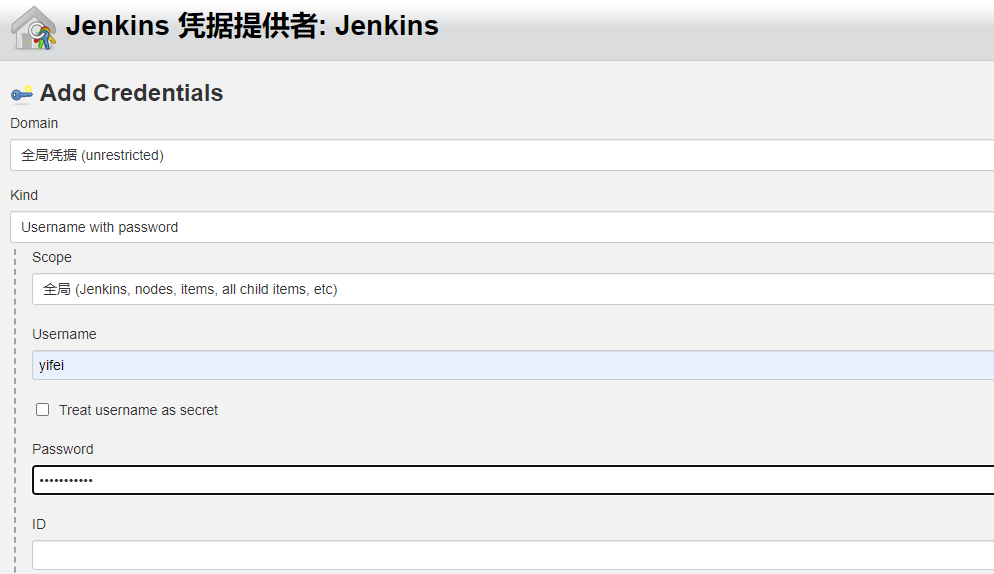 Jenkins 凭据提供者: Jenkins
Add Credentials
Domain
全局凭据 (unrestricted)
Kind
Username with password
Scope
全局 (Jenkins, nodes, items, all child items, etc)
Username
yifei
Treat username as secret
Password
•••••••••••
ID